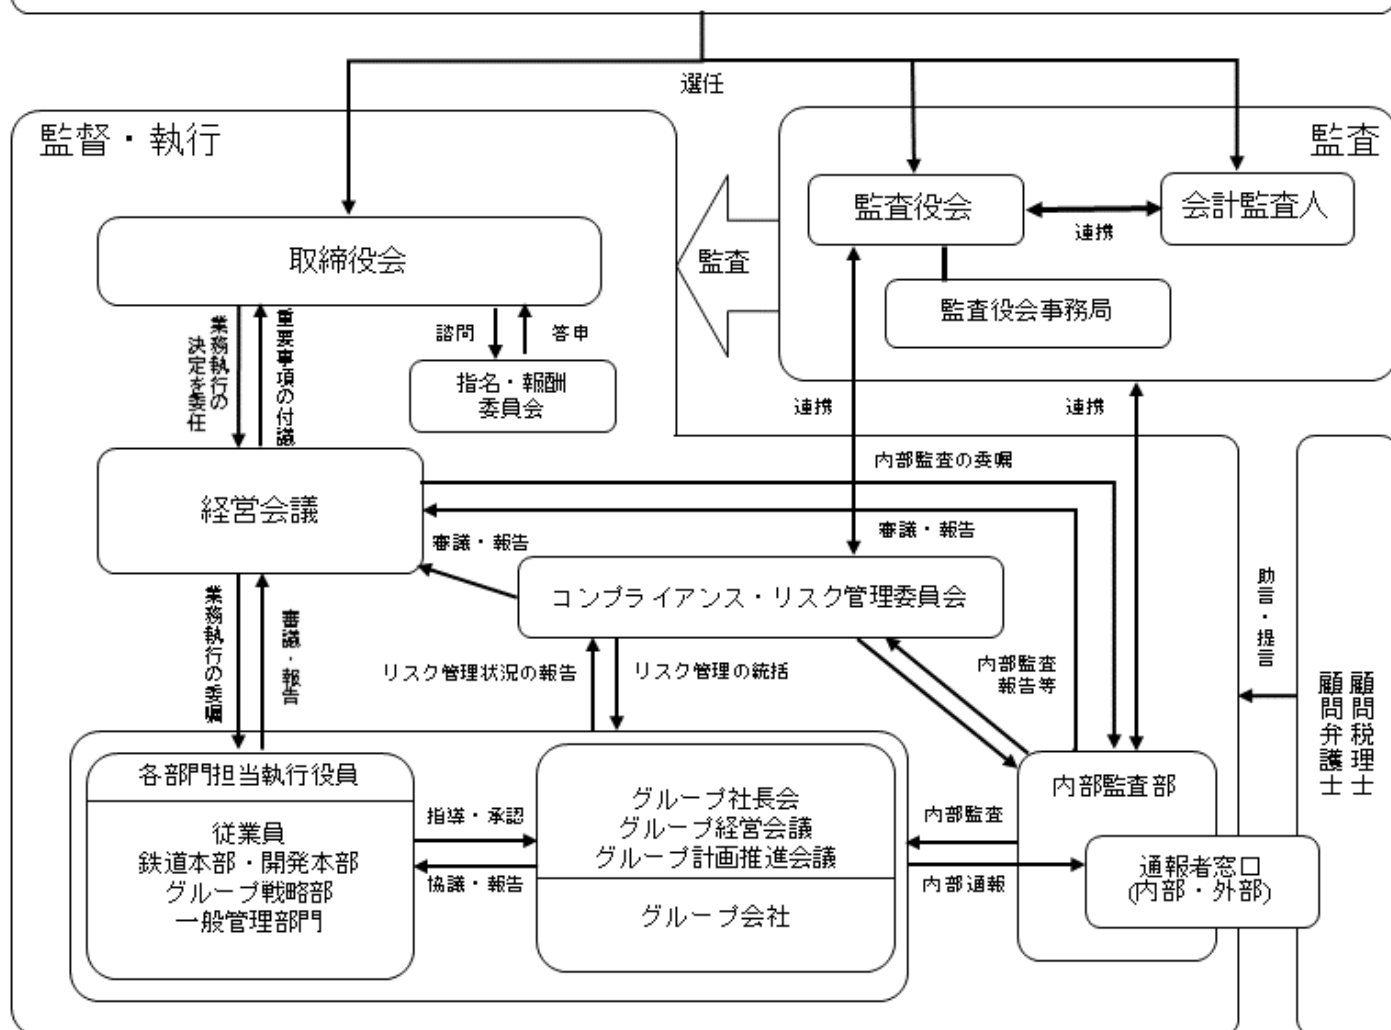 選任
監督・執行
監査
監査役会
会計監査人
連携
取締役会
監査
監査役会事務局
業務執行の
決定を委任
重要事項の付議
諮問
答申
指名・報酬
委員会
連携
連携
内部監査の委嘱
経営会議
審議・報告
審議・報告
コンプライアンス・リスク管理委員会
助言・提言
業務執行の委嘱
審議・報告
リスク管理状況の報告
リスク管理の統括
内部監査
報告等
顧問税理士
顧問弁護士
各部門担当執行役員
従業員
鉄道本部・開発本部
グループ戦略部
一般管理部門
指導・承認
協議・報告
グループ社長会
グループ経営会議
グループ計画推進会議
グループ会社
内部監査
内部通報
内部監査部
通報者窓口
(内部・外部)